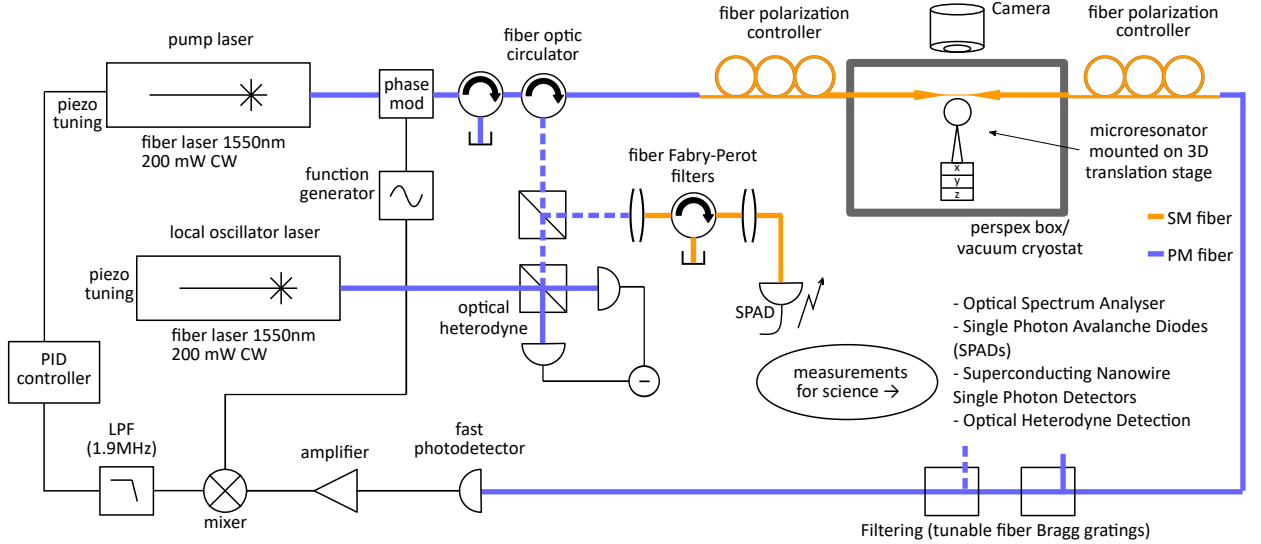 pump laser
piezo
tuning
fiber laser 1550nm
200 mW CW
phase
mod
fiber optic
circulator
fiber polarization
controller
Camera
fiber polarization
controller
function
generator
fiber Fabry-Perot
filters
microresonator
mounted on 3D
translation stage
x
y
z
perspex box/
vacuum cryostat
SM fiber
PM fiber
local oscillator laser
piezo
tuning
fiber laser 1550nm
200 mW CW
optical
heterodyne
−
SPAD
measurements
for science →
- Optical Spectrum Analyser
- Single Photon Avalanche Diodes
(SPADs)
- Superconducting Nanowire
Single Photon Detectors
- Optical Heterodyne Detection
PID
controller
LPF
(1.9MHz)
mixer
amplifier
fast
photodetector
Filtering (tunable fiber Bragg gratings)